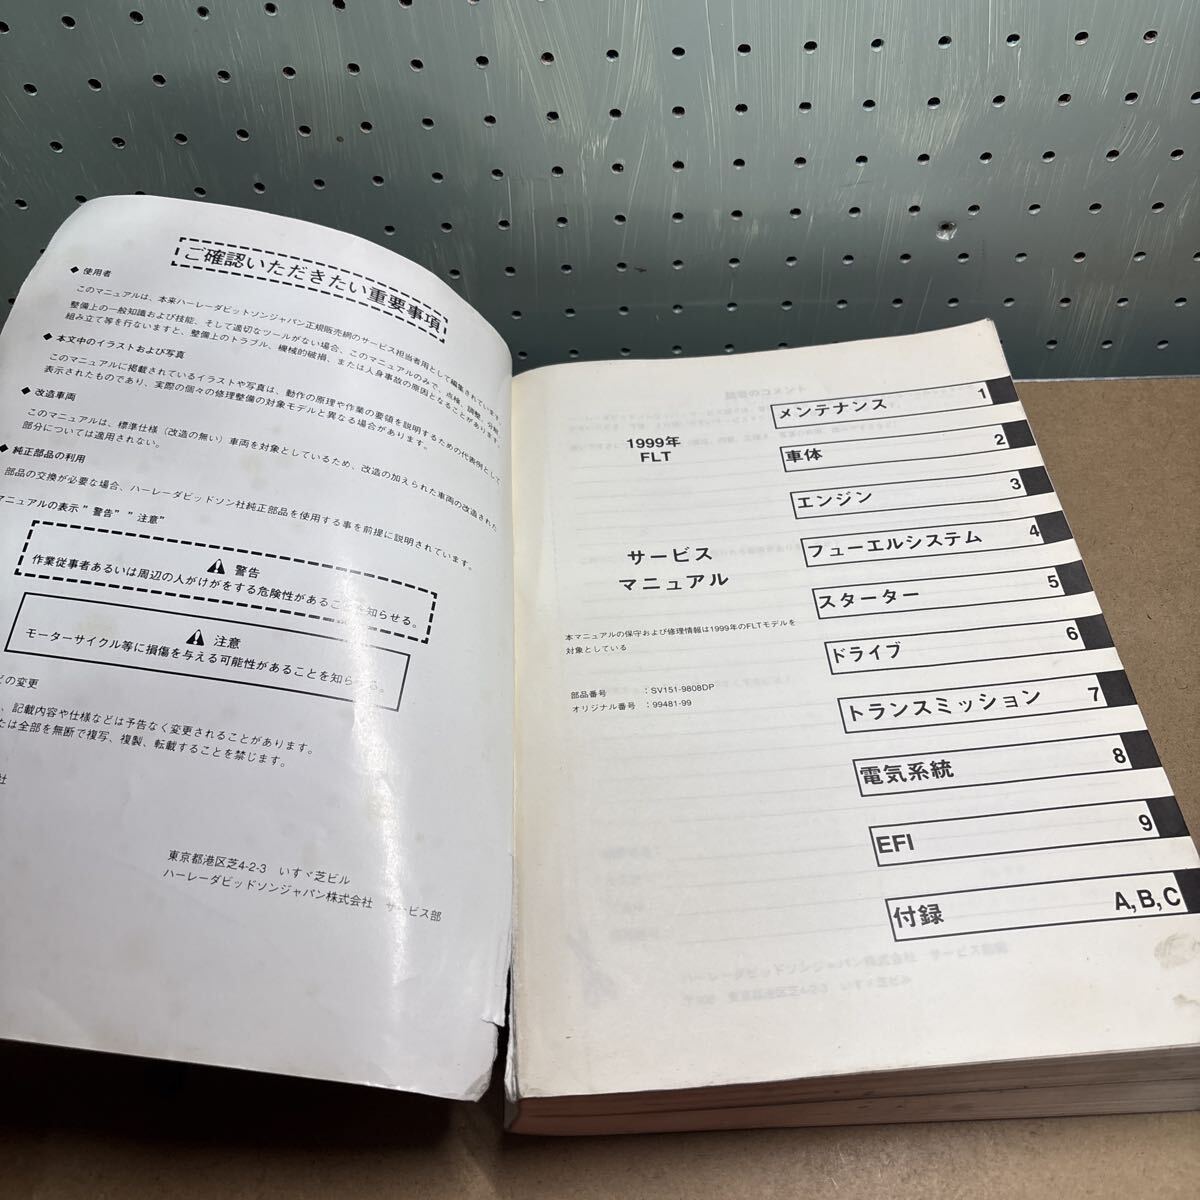 ご確認いただきたい重要事項
◆ 使用者
このマニュアルは、本来ハーレーダビットソンジャパン正規販売網のサービス担当者用として編集されています
整備上の一般知識および技能、そして適切なツールがない場合、このマニュアルのみで、点検、調整、分解
組み立て等を行ないますと、整備上のトラブル、機械的破損、または人身事故の原因となることがあります。
◆ 本文中のイラストおよび写真
このマニュアルに掲載されているイラストや写真は、動作の原理や作業の要領を説明するための代表例として
表示されたものであり、実際の個々の修理整備の対象モデルと異なる場合があります。
◆ 改造車両
このマニュアルは、標準仕様（改造の無い）車両を対象としているため、改造の加えられた車両の改造された
部分については適用されない。
◆ 純正部品の利用
部品の交換が必要な場合、ハーレーダビッドソン社純正部品を使用する事を前提に説明されています。
マニュアルの表示 ” 警告” ” 注意”
警告
作業従事者あるいは周辺の人がけがをする危険性があることを知らせる。
注意
モーターサイクル等に損傷を与える可能性があることを知らせる。
どの変更
、記載内容や仕様などは予告なく変更されることがあります。
たは全部を無断で複写、複製、転載することを禁じます。
社
東京都港区芝4-2-3 いすゞ芝ビル
ハーレーダビッドソンジャパン株式会社 サービス部
1999年
FLT
サービス
マニュアル
本マニュアルの保守および修理情報は1999年のFLTモデルを
対象としている
部品番号 : SV151-9808DP
オリジナル番号 : 99481-99
メンテナンス 1
車体 2
エンジン 3
フューエルシステム 4
スターター 5
ドライブ 6
トランスミッション 7
電気系統 8
EFI 9
付録 A, B, C